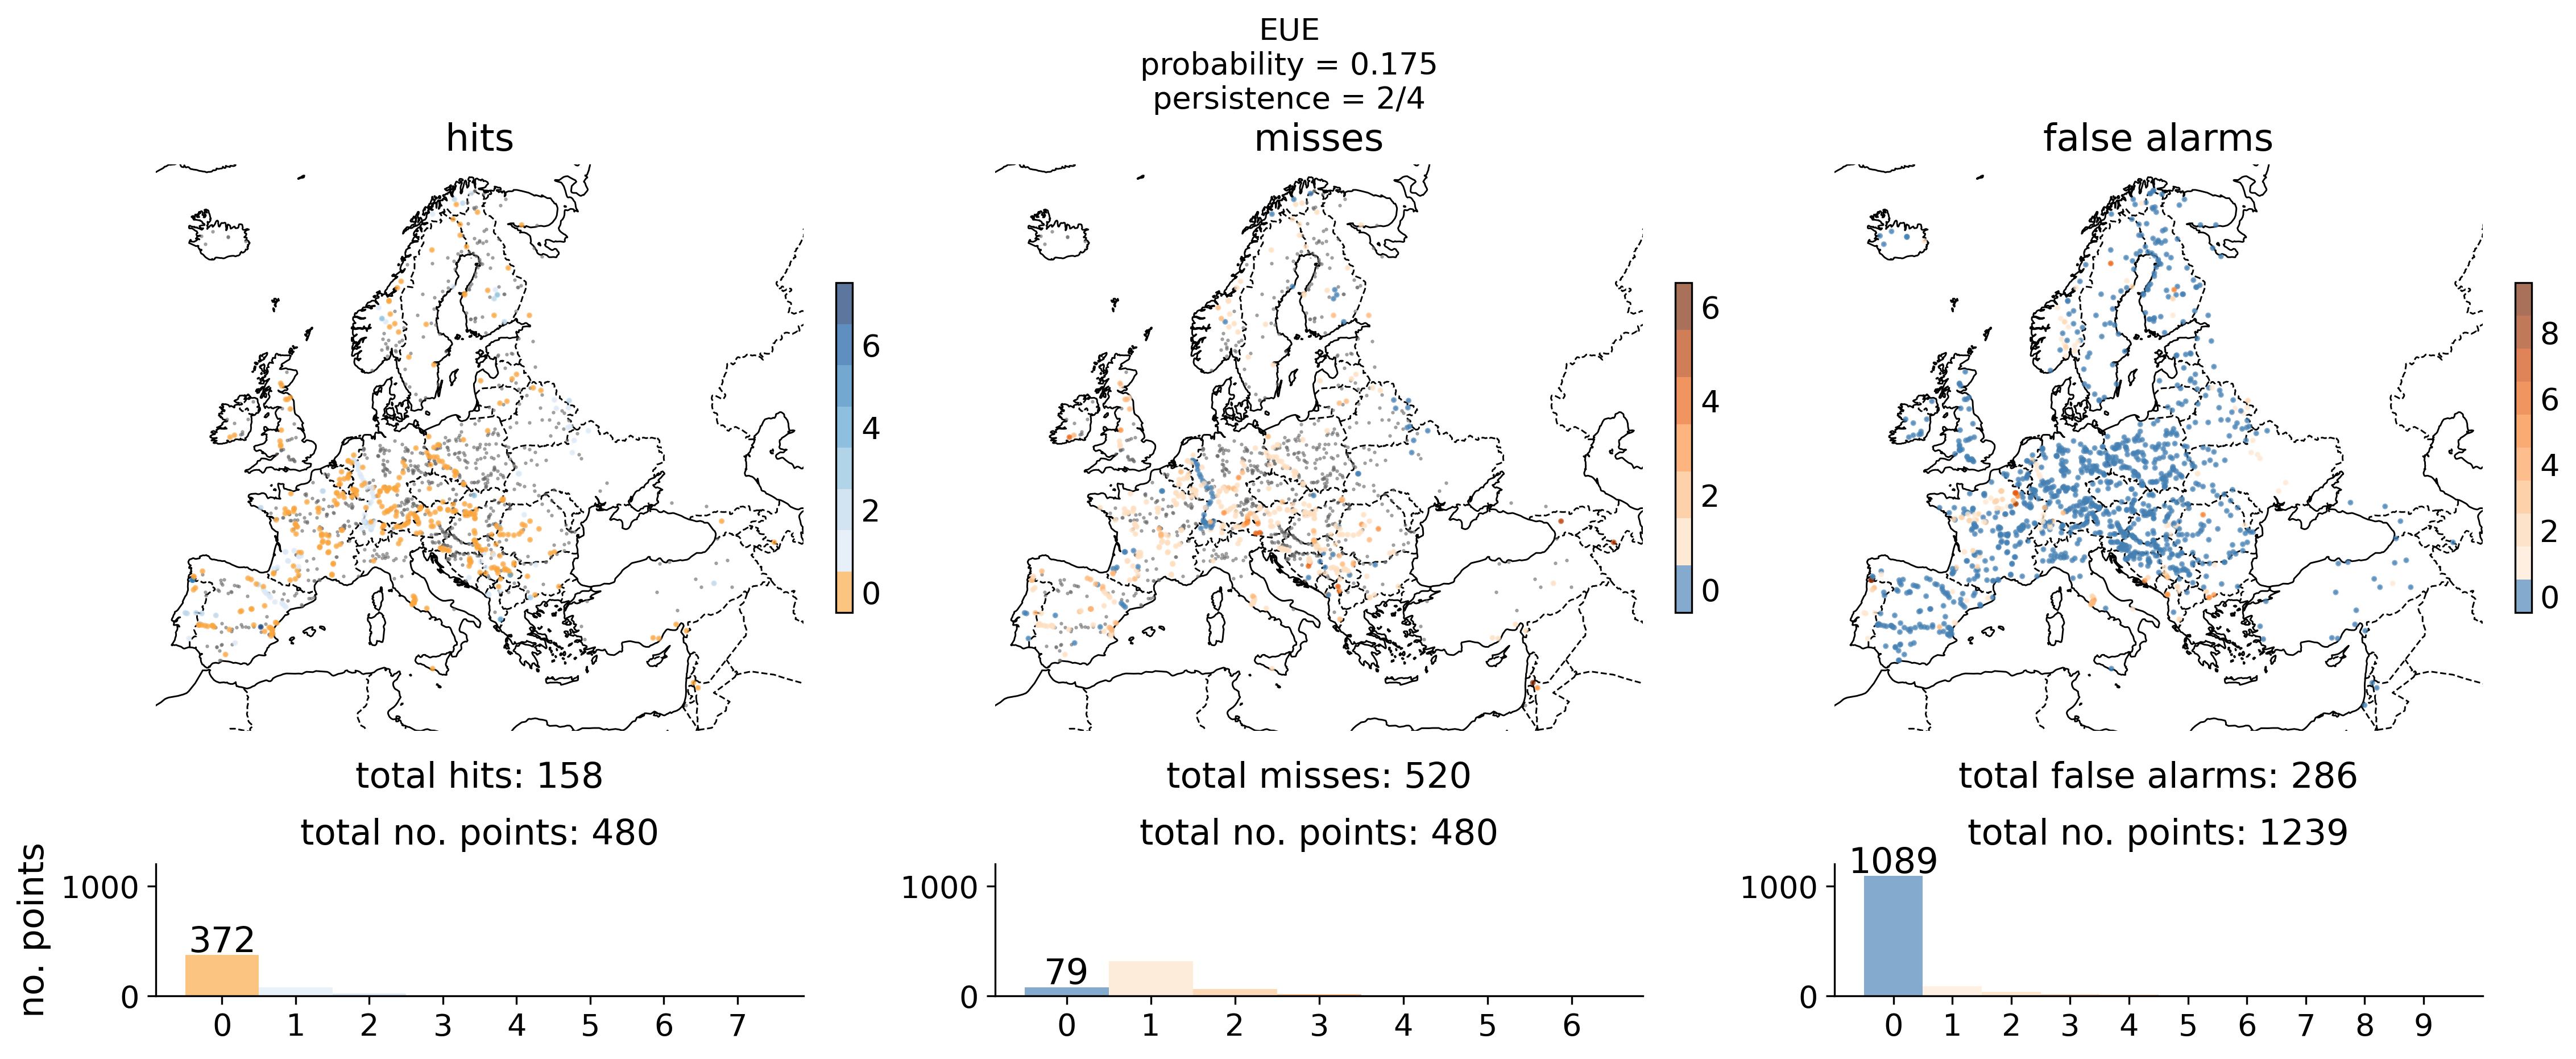 EUE
probability = 0.175
persistence = 2/4
hits
misses
false alarms
6
4
2
0
6
4
2
0
8
6
4
2
0
total hits: 158
total misses: 520
total false alarms: 286
total no. points: 480
total no. points: 480
total no. points: 1239
no. points
1000
0
372
0 1 2 3 4 5 6 7
1000
0
79
0 1 2 3 4 5 6
1000
0
1089
0 1 2 3 4 5 6 7 8 9